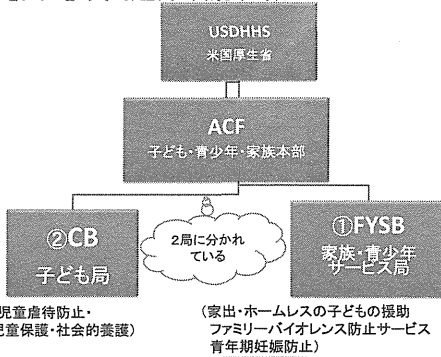 USDHHS
米国厚生省
ACF
子ども・青少年・家族本部
②CB
子ども局
2局に分かれ
ている
①FYSB
家族・青少年
サービス局
児童虐待防止・
児童保護・社会的養護)
(家出・ホームレスの子どもの援助
ファミリーバイオレンス防止サービス
青年期妊娠防止)